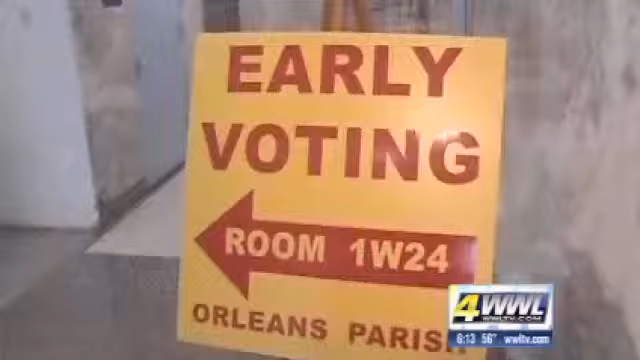 EARLY
VOTING
ROOM 1W24
ORLEANS PARISH
4WWL
WWLTV.COM
6:13 56° wwltv.com